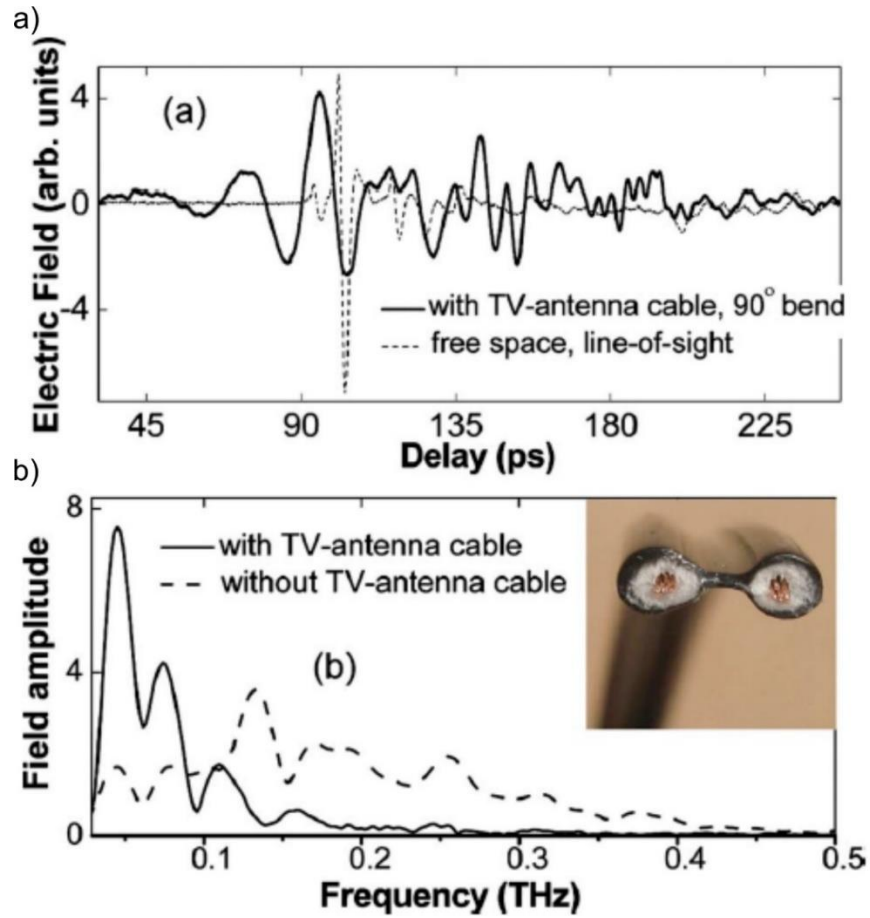 a)
Electric Field (arb. units)
4
0
-4
(a)
with TV-antenna cable, 90° bend
free space, line-of-sight
45 90 135 180 225
Delay (ps)
b)
Field amplitude
8
4
0
with TV-antenna cable
without TV-antenna cable
(b)
0.1 0.2 0.3 0.4 0.5
Frequency (THz)